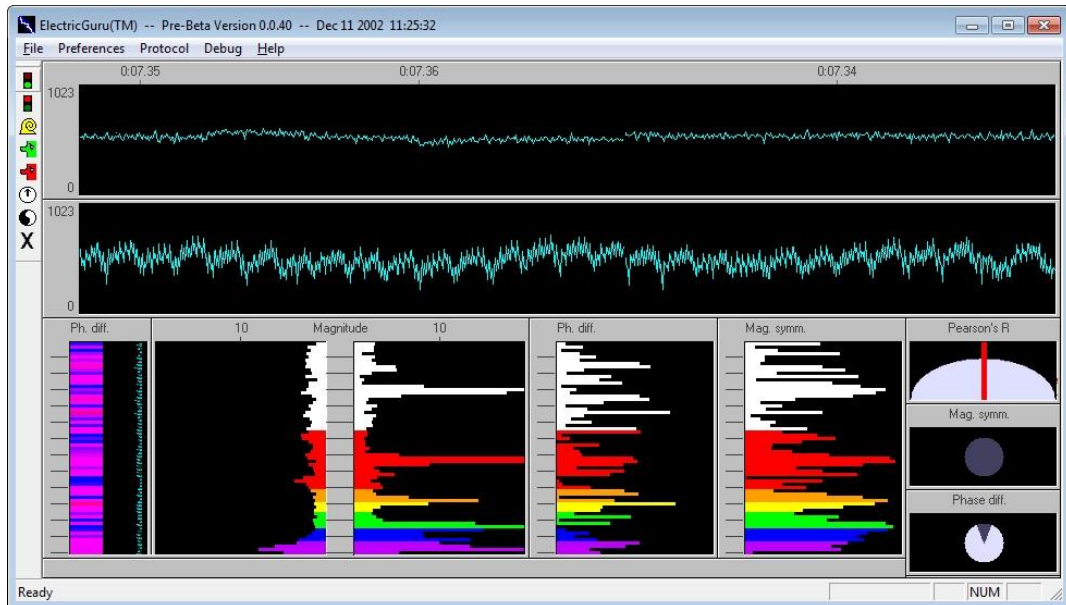 ElectricGuru(TM) -- Pre-Beta Version 0.0.40 -- Dec 11 2002 11:25:32
File Preferences Protocol Debug Help
0:07.35 0:07.36 0:07.34
1023
0
1023
0
Ph. diff. 10 Magnitude 10 Ph. diff. Mag. symm. Pearson's R
Mag. symm.
Phase diff.
X
Ready NUM